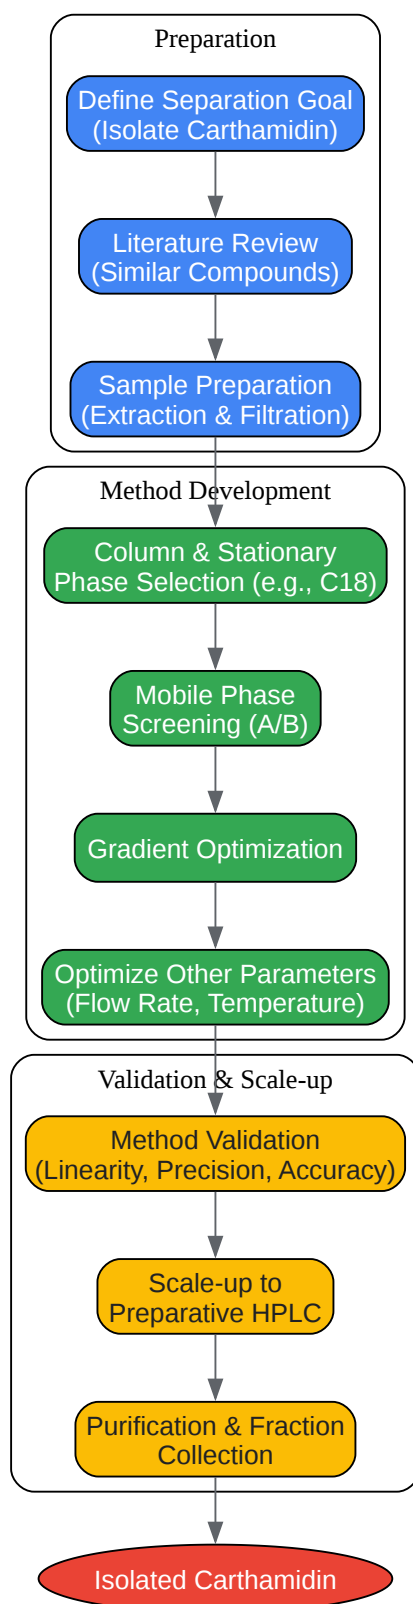 Preparation
Define Separation Goal
(Isolate Carthamidin)
Literature Review
(Similar Compounds)
Sample Preparation
(Extraction & Filtration)
Method Development
Column & Stationary
Phase Selection (e.g., C18)
Mobile Phase
Screening (A/B)
Gradient Optimization
Optimize Other Parameters
(Flow Rate, Temperature)
Validation & Scale-up
Method Validation
(Linearity, Precision, Accuracy)
Scale-up to
Preparative HPLC
Purification & Fraction
Collection
Isolated Carthamidin